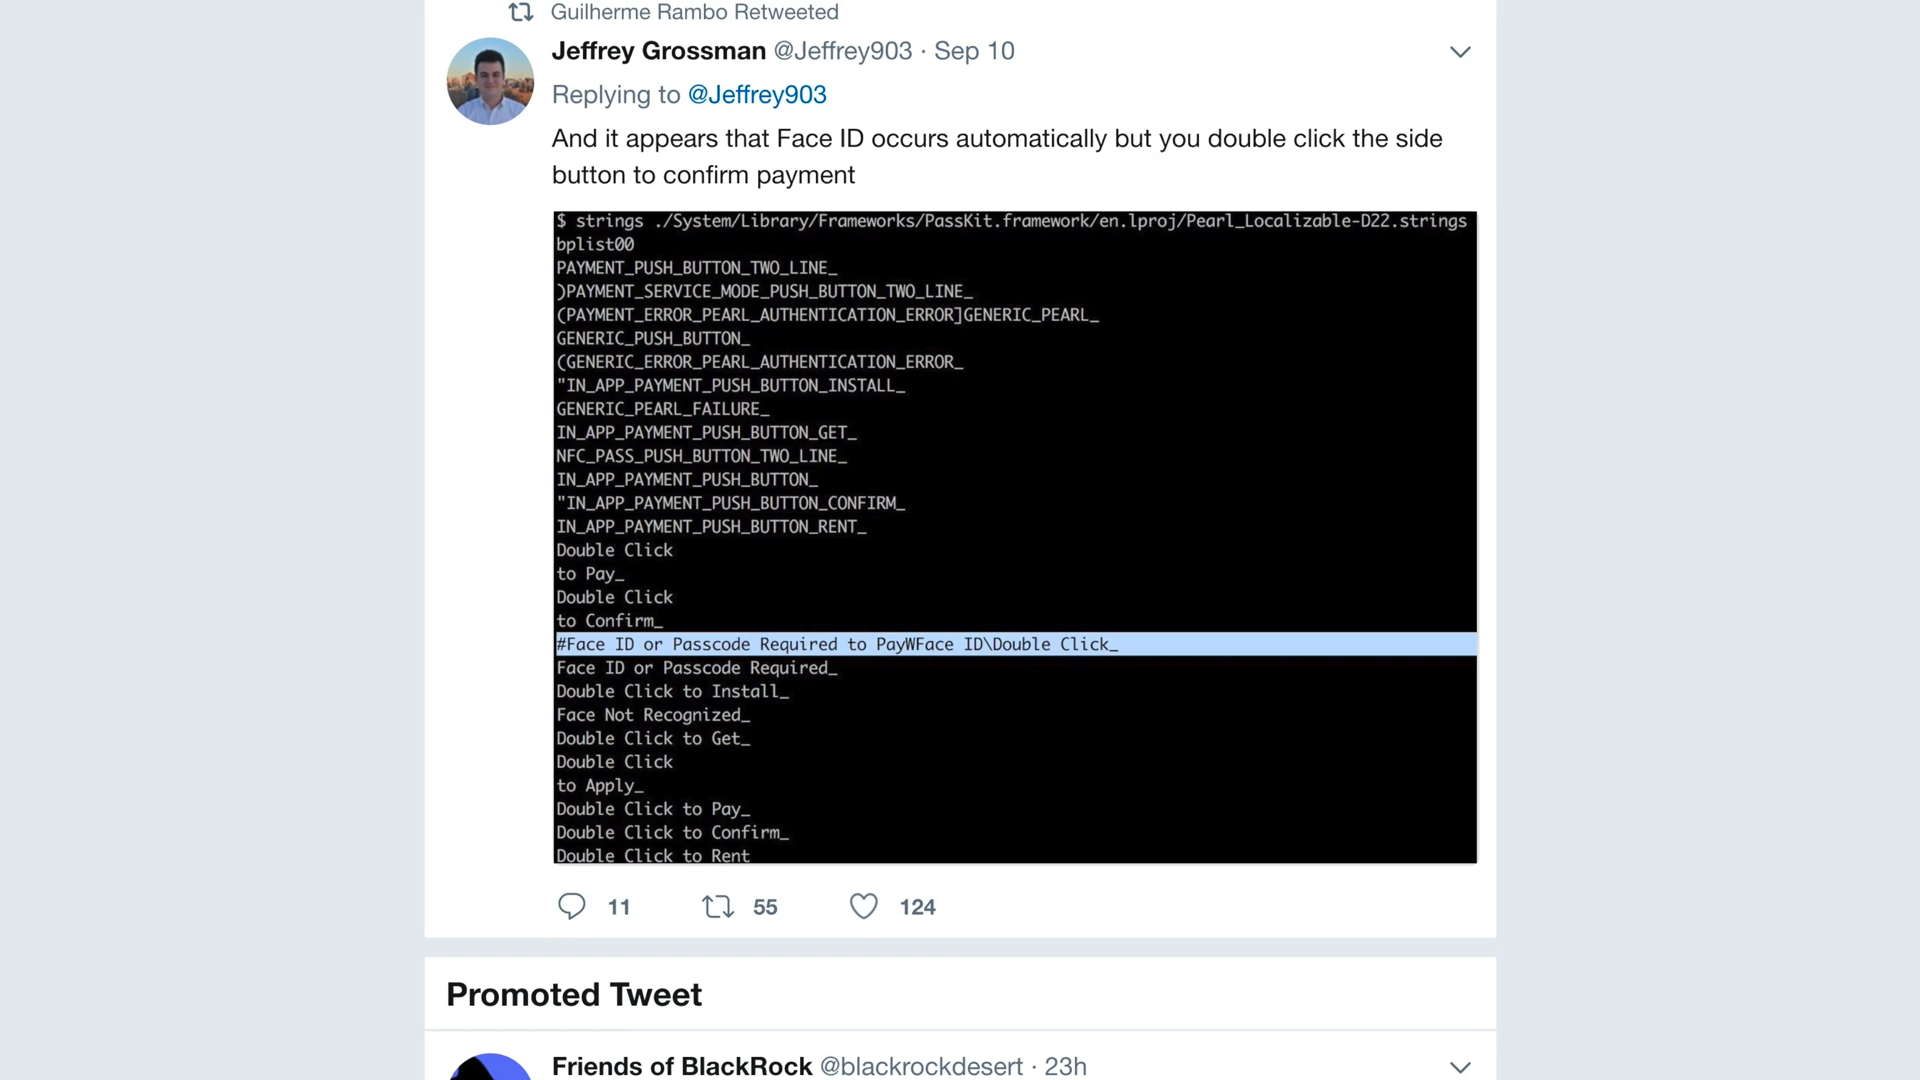 Guilherme Rambo Retweeted
Jeffrey Grossman @Jeffrey903 · Sep 10
Replying to @Jeffrey903
And it appears that Face ID occurs automatically but you double click the side
button to confirm payment
$ strings ./System/Library/Frameworks/PassKit.framework/en.lproj/Pearl_Localizable-D22.strings
bplist00
PAYMENT_PUSH_BUTTON_TWO_LINE_
)PAYMENT_SERVICE_MODE_PUSH_BUTTON_TWO_LINE_
(PAYMENT_ERROR_PEARL_AUTHENTICATION_ERROR]GENERIC_PEARL_
GENERIC_PUSH_BUTTON_
(GENERIC_ERROR_PEARL_AUTHENTICATION_ERROR_
"IN_APP_PAYMENT_PUSH_BUTTON_INSTALL_
GENERIC_PEARL_FAILURE_
IN_APP_PAYMENT_PUSH_BUTTON_GET_
NFC_PASS_PUSH_BUTTON_TWO_LINE_
IN_APP_PAYMENT_PUSH_BUTTON_
"IN_APP_PAYMENT_PUSH_BUTTON_CONFIRM_
IN_APP_PAYMENT_PUSH_BUTTON_RENT_
Double Click
to Pay_
Double Click
to Confirm_
#Face ID or Passcode Required to PayWFace ID\Double Click_
Face ID or Passcode Required_
Double Click to Install_
Face Not Recognized_
Double Click to Get_
Double Click
to Apply_
Double Click to Pay_
Double Click to Confirm_
Double Click to Rent
11 55 124
Promoted Tweet
Friends of BlackRock @blackrockdesert · 23h